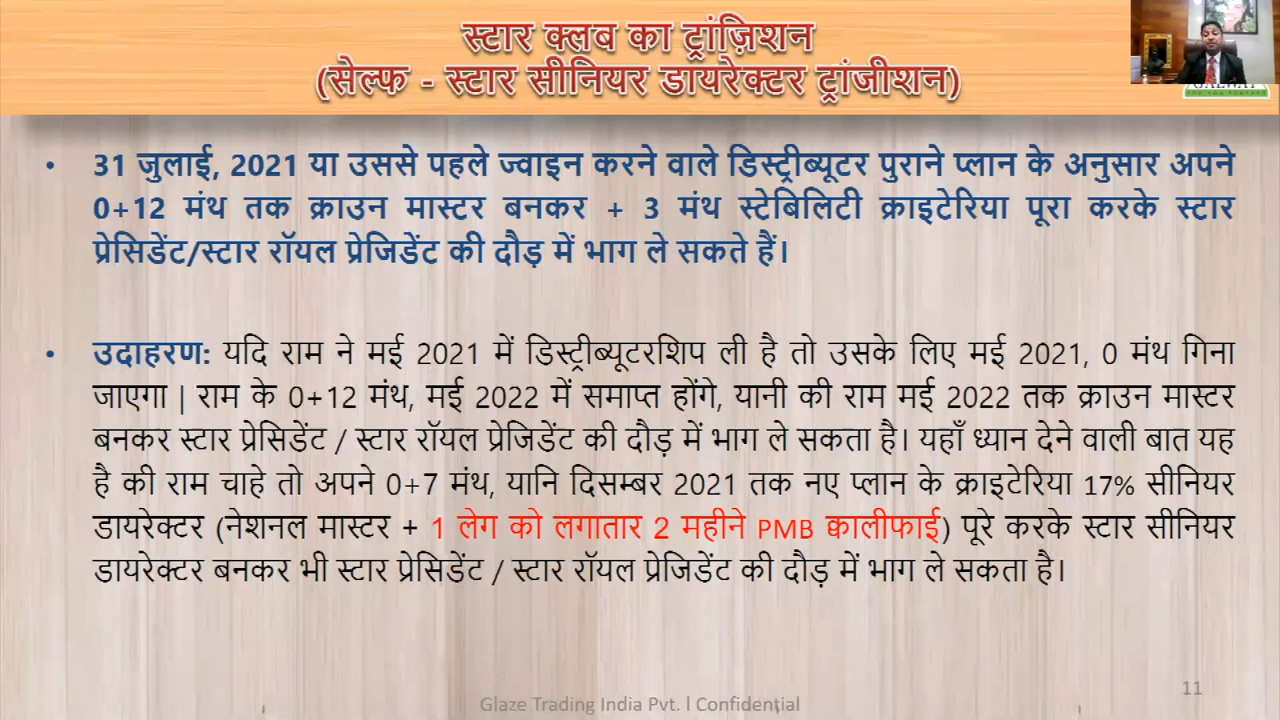 स्टार क्लब का ट्रांज़िशन
(सेल्फ - स्टार सीनियर डायरेक्टर ट्रांजीशन)
GALWAY
• 31 जुलाई, 2021 या उससे पहले ज्वाइन करने वाले डिस्ट्रीब्यूटर पुराने प्लान के अनुसार अपने
0+12 मंथ तक क्राउन मास्टर बनकर + 3 मंथ स्टेबिलिटी क्राइटेरिया पूरा करके स्टार
प्रेसिडेंट/स्टार रॉयल प्रेजिडेंट की दौड़ में भाग ले सकते हैं।
• उदाहरण: यदि राम ने मई 2021 में डिस्ट्रीब्यूटरशिप ली है तो उसके लिए मई 2021, 0 मंथ गिना
जाएगा | राम के 0+12 मंथ, मई 2022 में समाप्त होंगे, यानी की राम मई 2022 तक क्राउन मास्टर
बनकर स्टार प्रेसिडेंट / स्टार रॉयल प्रेजिडेंट की दौड़ में भाग ले सकता है। यहाँ ध्यान देने वाली बात यह
है की राम चाहे तो अपने 0+7 मंथ, यानि दिसम्बर 2021 तक नए प्लान के क्राइटेरिया 17% सीनियर
डायरेक्टर (नेशनल मास्टर + 1 लेग को लगातार 2 महीने PMB क्वालीफाई) पूरे करके स्टार सीनियर
डायरेक्टर बनकर भी स्टार प्रेसिडेंट / स्टार रॉयल प्रेजिडेंट की दौड़ में भाग ले सकता है।
11
Glaze Trading India Pvt. l Confidential